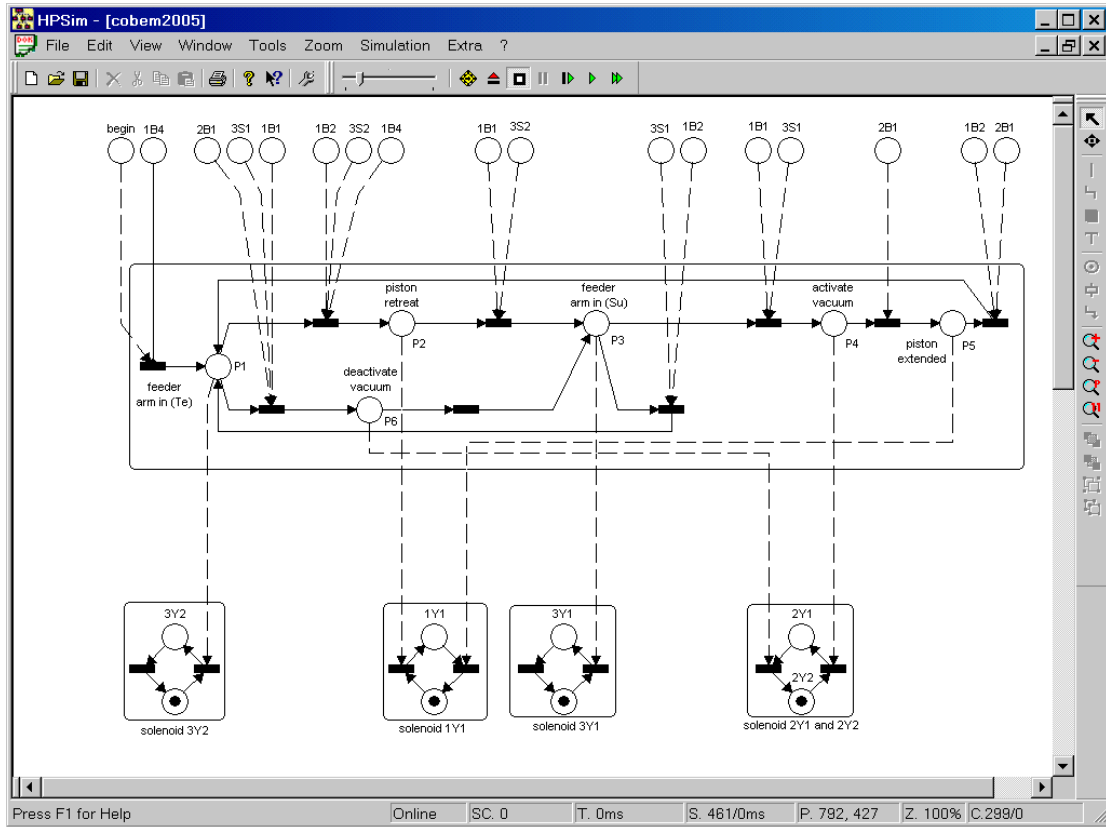 HPSim - [cobem2005]
File Edit View Window Tools Zoom Simulation Extra ?
begin 1B4 2B1 3S1 1B1 1B2 3S2 1B4 1B1 3S2 3S1 1B2 1B1 3S1 2B1 1B2 2B1
piston
retreat
feeder
arm in (Su)
activate
vacuum
P2
P3
P4
piston
extended
P5
P1
feeder
arm in (Te)
deactivate
vacuum
P6
3Y2
solenoid 3Y2
1Y1
solenoid 1Y1
3Y1
solenoid 3Y1
2Y1
2Y2
solenoid 2Y1 and 2Y2
Press F1 for Help Online SC. 0 T. 0ms S. 461/0ms P. 792, 427 Z. 100% C.299/0